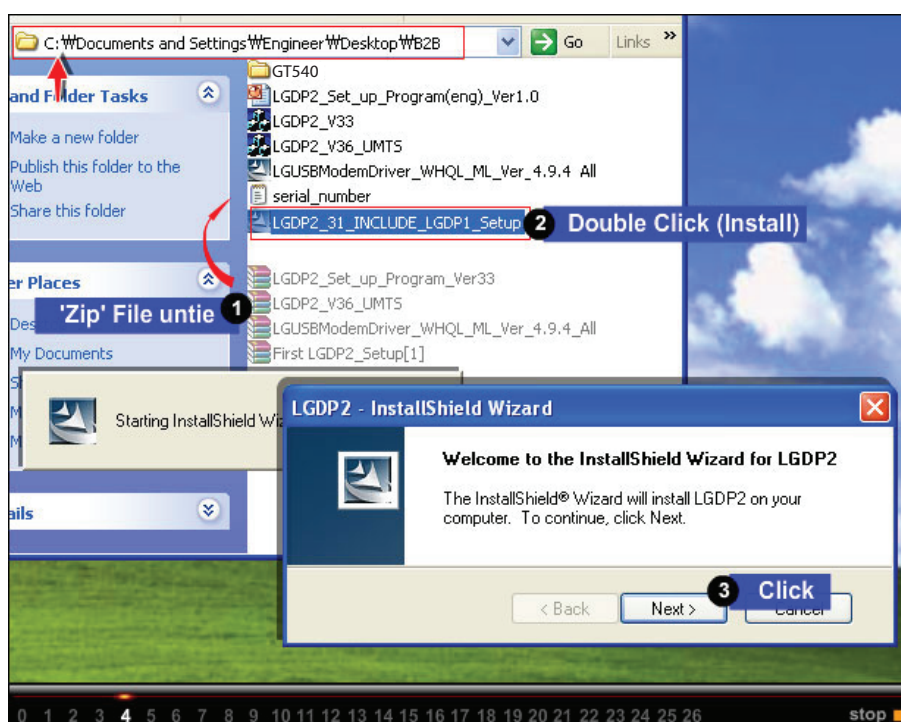 C:₩Documents and Settings₩Engineer₩Desktop₩B2B
Go
Links »
and Folder Tasks
Make a new folder
Publish this folder to the
Web
Share this folder
er Places
My Documents
ails
GT540
LGDP2_Set_up_Program(eng)_Ver1.0
LGDP2_V33
LGDP2_V36_UMTS
LGUSBModemDriver_WHQL_ML_Ver_4.9.4 All
serial_number
LGDP2_31_INCLUDE_LGDP1_Setup
2 Double Click (Install)
LGDP2_Set_up_Program_Ver33
'Zip' File untie 1
LGDP2_V36_UMTS
LGUSBModemDriver_WHQL_ML_Ver_4.9.4_All
First LGDP2_Setup[1]
Starting InstallShield Wiz
LGDP2 - InstallShield Wizard
Welcome to the InstallShield Wizard for LGDP2
The InstallShield® Wizard will install LGDP2 on your
computer. To continue, click Next.
3 Click
< Back
Next >
Cancel
0 1 2 3 4 5 6 7 8 9 10 11 12 13 14 15 16 17 18 19 20 21 22 23 24 25 26
stop